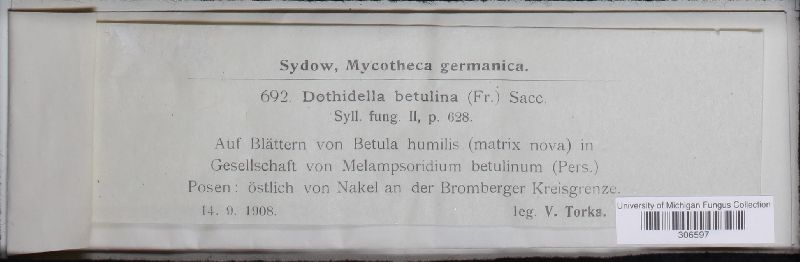 Sydow, Mycotheca germanica.
692. Dothidella betulina (Fr.) Sacc.
Syll. fung. II, p. 628.
Auf Blättern von Betula humilis (matrix nova) in
Gesellschaft von Melampsoridium betulinum (Pers.)
Posen: östlich von Nakel an der Bromberger Kreisgrenze.
14. 9. 1908. leg. V. Torka.
University of Michigan Fungus Collection
306597